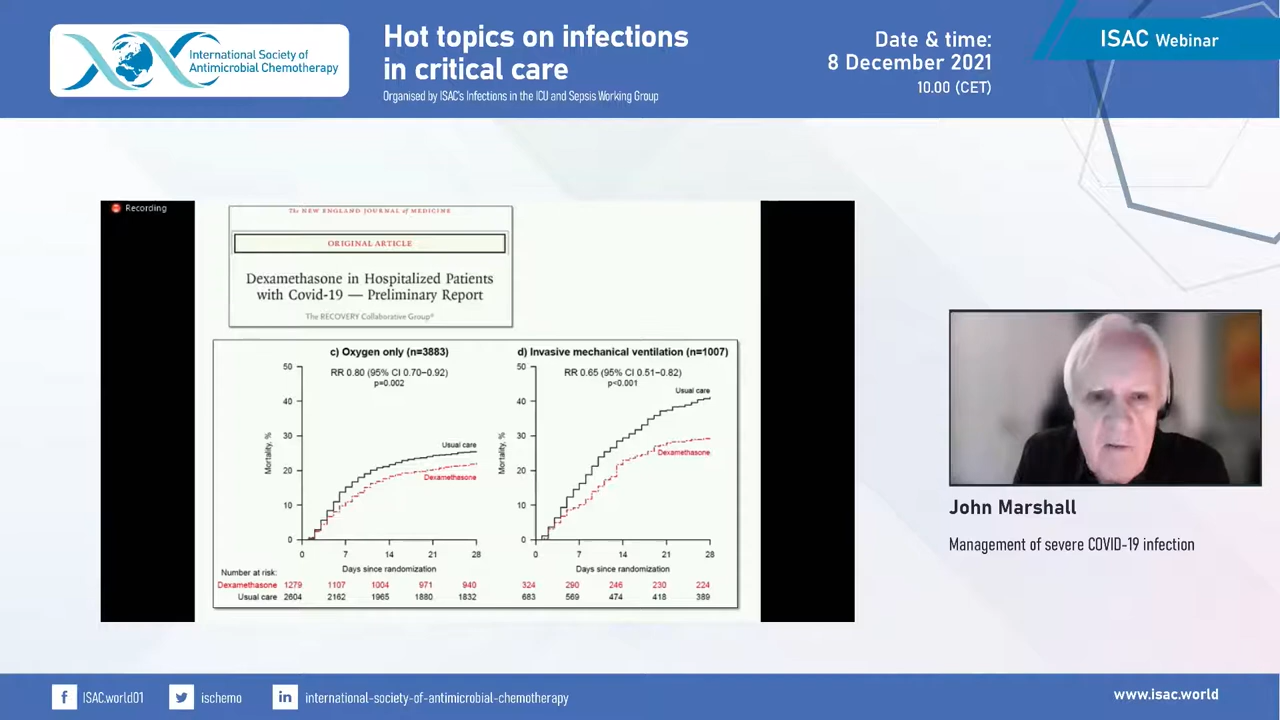 International Society of
Antimicrobial Chemotherapy
Hot topics on infections
in critical care
Organised by ISAC's Infections in the ICU and Sepsis Working Group
Date & time:
8 December 2021
10.00 (CET)
ISAC Webinar
Recording
The NEW ENGLAND JOURNAL of MEDICINE
ORIGINAL ARTICLE
Dexamethasone in Hospitalized Patients
with Covid-19 — Preliminary Report
The RECOVERY Collaborative Group*
c) Oxygen only (n=3883)
RR 0.80 (95% CI 0.70–0.92)
p=0.002
50
40
30
20
10
0
Mortality, %
Usual care
Dexamethasone
0 7 14 21 28
Days since randomization
d) Invasive mechanical ventilation (n=1007)
RR 0.65 (95% CI 0.51–0.82)
p<0.001
50
40
30
20
10
0
Mortality, %
Usual care
Dexamethasone
0 7 14 21 28
Days since randomization
Number at risk:
Dexamethasone 1279 1107 1004 971 940 324 290 246 230 224
Usual care 2604 2162 1965 1880 1832 683 569 474 418 389
John Marshall
Management of severe COVID-19 infection
f ISAC.world01
ischemo
in international-society-of-antimicrobial-chemotherapy
www.isac.world